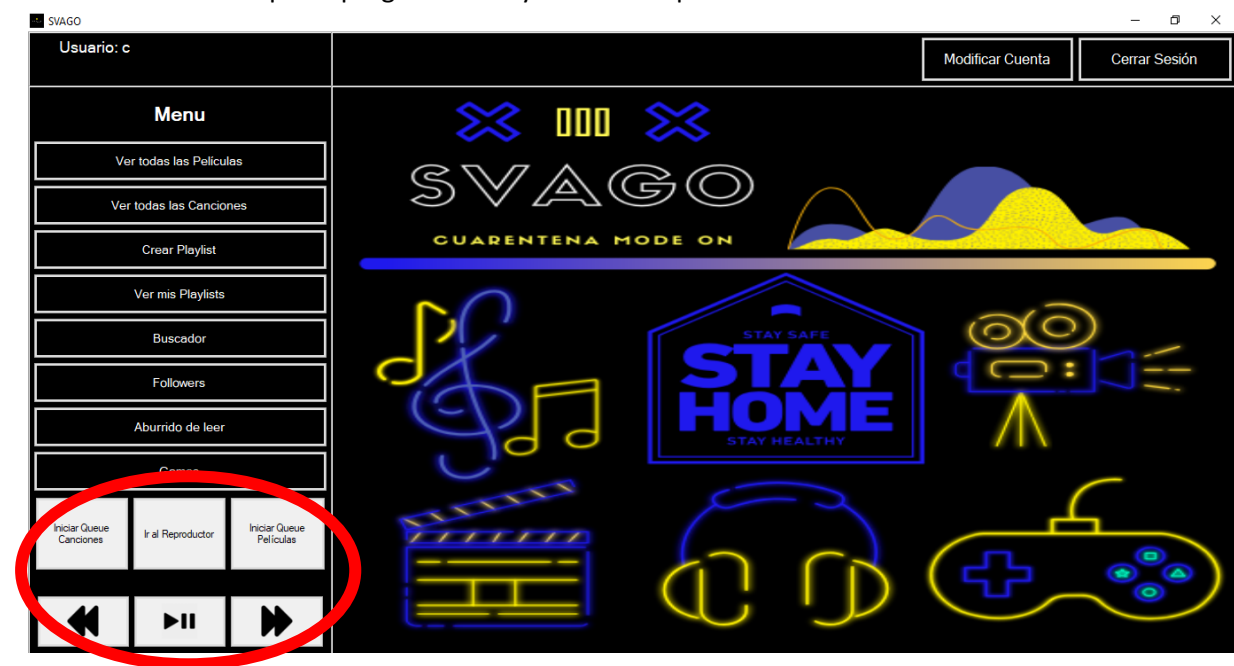 SVAGO
Usuario: c
Modificar Cuenta
Cerrar Sesión
Menu
Ver todas las Películas
Ver todas las Canciones
Crear Playlist
Ver mis Playlists
Buscador
Followers
Aburrido de leer
Games
Iniciar Queue
Canciones
Ir al Reproductor
Iniciar Queue
Películas
SVAGO
CUARENTENA MODE ON
STAY SAFE
STAY
HOME
STAY HEALTHY